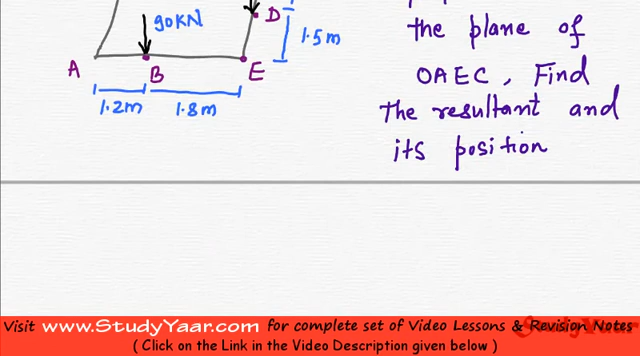 90KN
D
1.5m
A
B
E
1.2m
1.8m
the plane of
OAEC, Find
The resultant and
its position
StudyYaar
Visit www.StudyYaar.com for complete set of Video Lessons & Revision Notes
( Click on the Link in the Video Description given below )